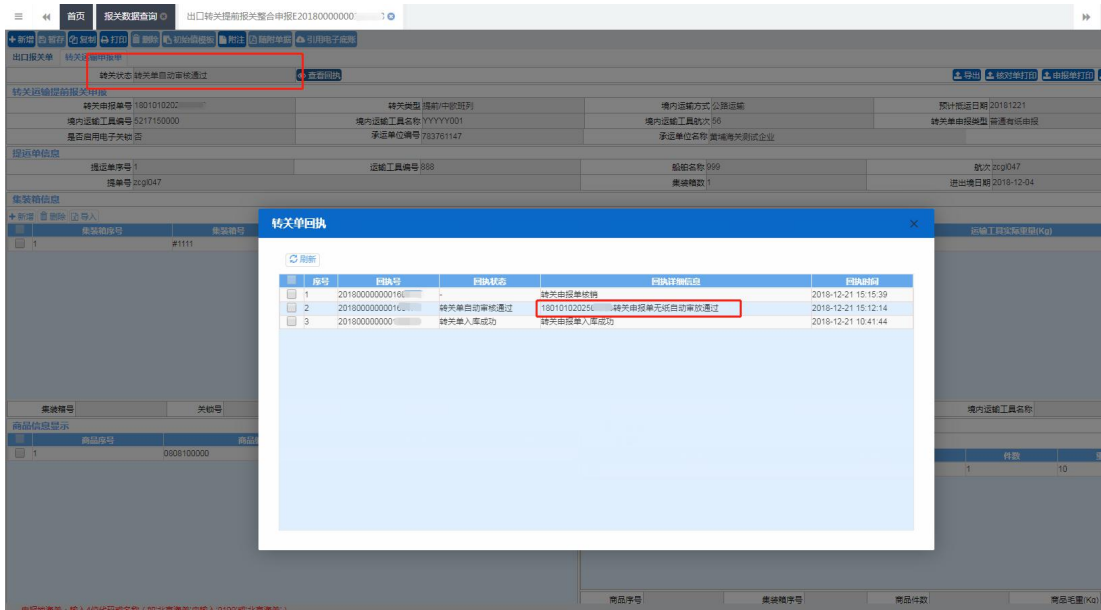 首页 报关数据查询 出口转关提前报关整合申报E20180000000
新增 暂存 复制 打印 删除 初始值模板 附注 随附单据 引用电子底账
出口报关单 转关运输申报单
转关状态 转关单自动审核通过 查看回执 导出 核对单打印 申报单打印
转关运输提前报关申报
转关申报单号 1801010202 转关类型 提前/中欧班列 境内运输方式 公路运输 预计抵运日期 20181221
境内运输工具编号 5217150000 境内运输工具名称 YYYYY001 境内运输工具航次 56 转关单申报类型 普通有纸申报
是否启用电子关锁 否 承运单位编号 783761147 承运单位名称 黄埔海关测试企业
提运单信息
提运单序号 1 运输工具编号 888 船舶名称 999 航次 zcgl047
提单号 zcgl047 集装箱数 1 进出境日期 2018-12-04
集装箱信息
新增 删除 导入
集装箱序号 集装箱号 运输工具实际重量(Kg)
1 #1111
转关单回执
刷新
序号 回执号 回执状态 回执详细信息 回执时间
1 20180000000016 - 转关申报单核销 2018-12-21 15:15:39
2 20180000000016 转关单自动审核通过 18010102025 转关申报单无纸自动审放通过 2018-12-21 15:12:14
3 2018000000001 转关单入库成功 转关申报单入库成功 2018-12-21 10:41:44
集装箱号 关锁号 境内运输工具名称
商品信息显示
商品序号 商品 件数
1 0808100000 1 10
商品序号 集装箱序号 商品件数 商品毛重(Kg)